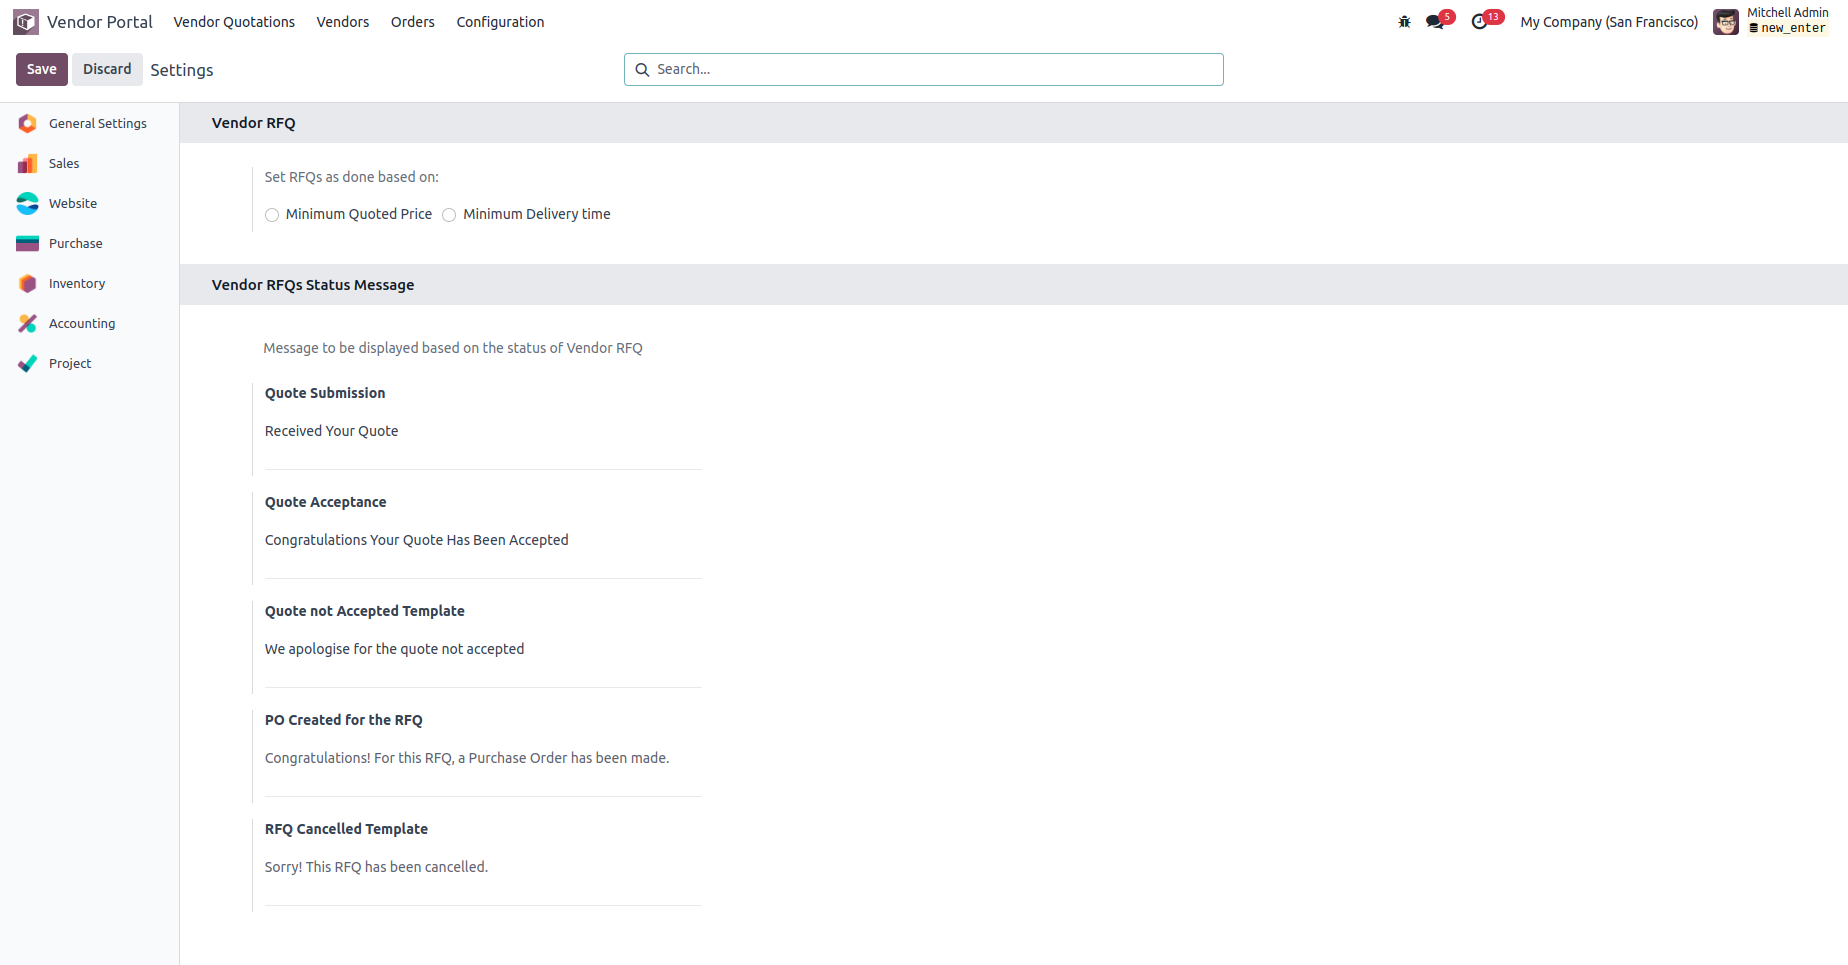 Vendor Portal Vendor Quotations Vendors Orders Configuration 5 13 My Company (San Francisco) Mitchell Admin
new_enter
Save Discard Settings Search...
General Settings
Sales
Website
Purchase
Inventory
Accounting
Project
Vendor RFQ
Set RFQs as done based on:
Minimum Quoted Price Minimum Delivery time
Vendor RFQs Status Message
Message to be displayed based on the status of Vendor RFQ
Quote Submission
Received Your Quote
Quote Acceptance
Congratulations Your Quote Has Been Accepted
Quote not Accepted Template
We apologise for the quote not accepted
PO Created for the RFQ
Congratulations! For this RFQ, a Purchase Order has been made.
RFQ Cancelled Template
Sorry! This RFQ has been cancelled.